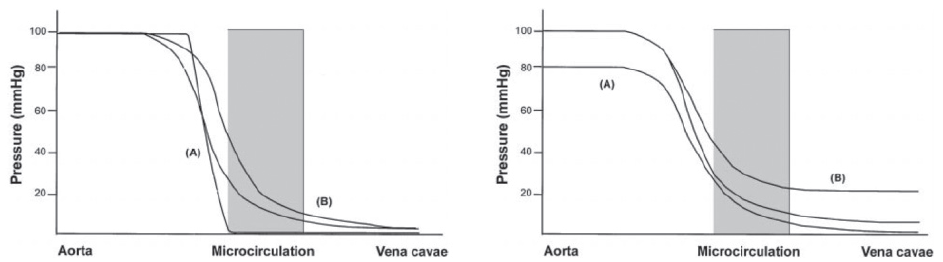 Pressure (mmHg)
100
80
60
40
20
(A)
(B)
Aorta
Microcirculation
Vena cavae
Pressure (mmHg)
100
80
60
40
20
(A)
(B)
Aorta
Microcirculation
Vena cavae